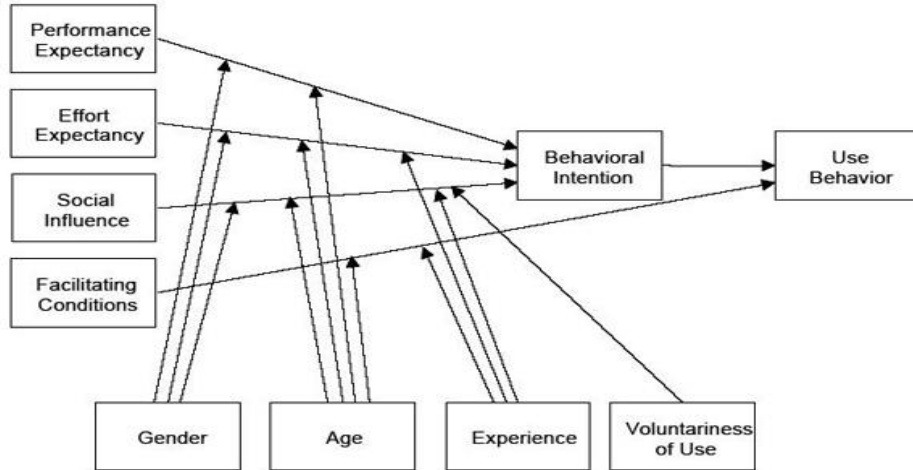 Performance
Expectancy
Effort
Expectancy
Social
Influence
Facilitating
Conditions
Behavioral
Intention
Use
Behavior
Gender
Age
Experience
Voluntariness
of Use